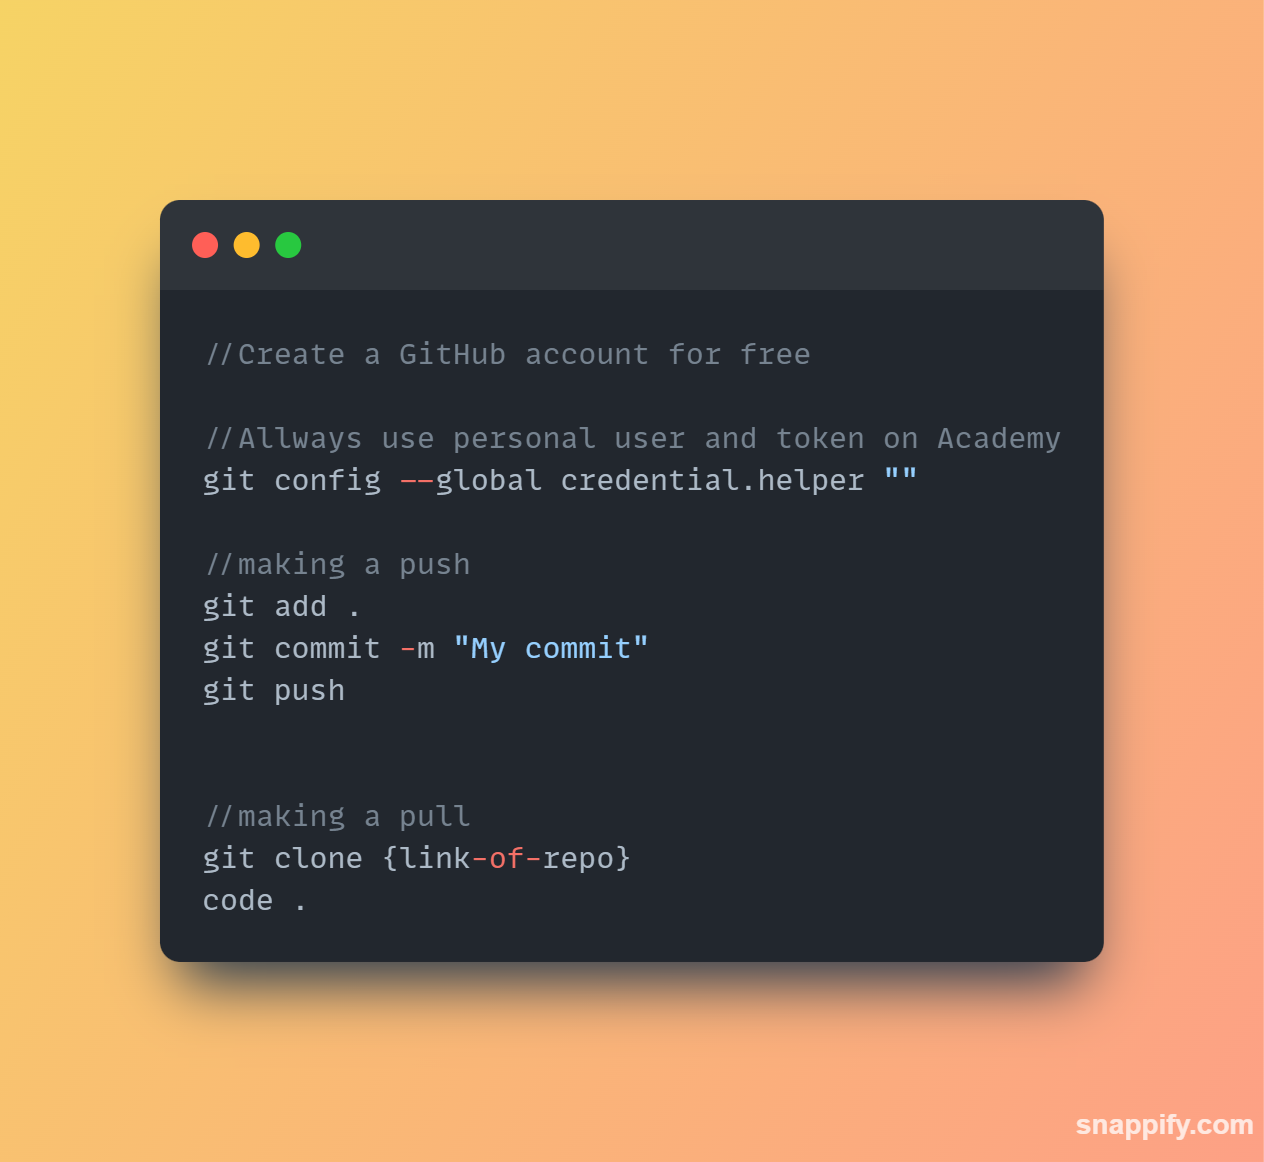 //Create a GitHub account for free
//Allways use personal user and token on Academy
git config --global credential.helper ""
//making a push
git add .
git commit -m "My commit"
git push
//making a pull
git clone {link-of-repo}
code .
snappify.com